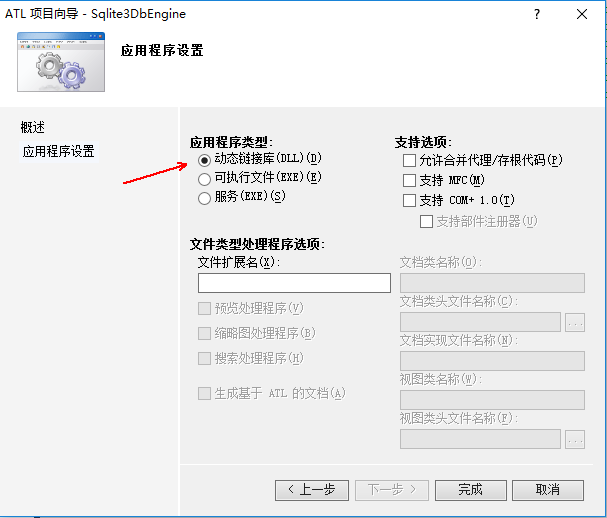 ATL 项目向导 - Sqlite3DbEngine
?
应用程序设置
概述
应用程序设置
应用程序类型:
动态链接库(DLL)(D)
可执行文件(EXE)(E)
服务(EXE)(S)
支持选项:
允许合并代理/存根代码(P)
支持 MFC(M)
支持 COM+ 1.0(T)
支持部件注册器(U)
文件类型处理程序选项:
文件扩展名(X):
预览处理程序(V)
缩略图处理程序(B)
搜索处理程序(H)
生成基于 ATL 的文档(A)
文档类名称(O):
文档类头文件名称(C):
...
文档实现文件名称(N):
视图类名称(W):
视图类头文件名称(F):
...
< 上一步
下一步 >
完成
取消